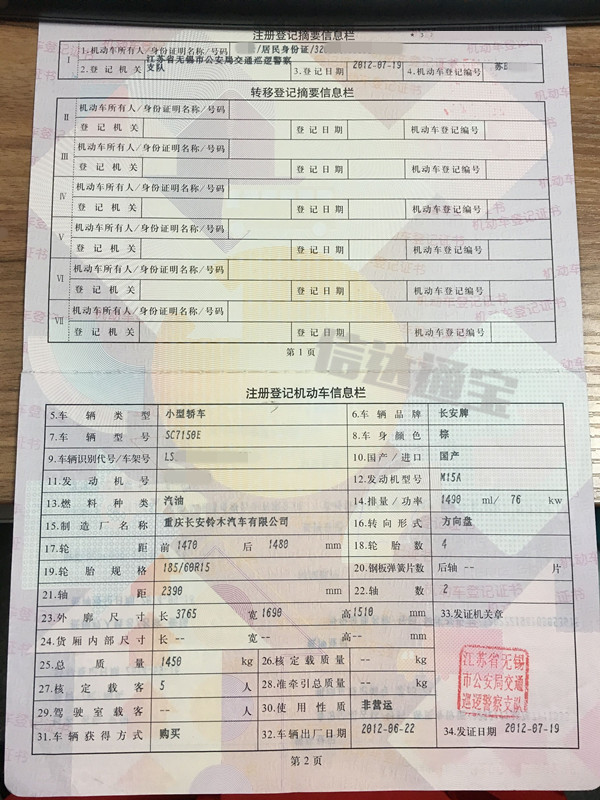 注册登记摘要信息栏
I 1.机动车所有人/身份证明名称/号码 /居民身份证/32
2.登记机关 江苏省无锡市公安局交通巡逻警察支队 3.登记日期 2012-07-19 4.机动车登记编号 苏B
转移登记摘要信息栏
II 机动车所有人/身份证明名称/号码
登记机关 登记日期 机动车登记编号
III 机动车所有人/身份证明名称/号码
登记机关 登记日期 机动车登记编号
IV 机动车所有人/身份证明名称/号码
登记机关 登记日期 机动车登记编号
V 机动车所有人/身份证明名称/号码
登记机关 登记日期 机动车登记编号
VI 机动车所有人/身份证明名称/号码
登记机关 登记日期 机动车登记编号
VII 机动车所有人/身份证明名称/号码
登记机关 登记日期 机动车登记编号
第1页
信达通宝
注册登记机动车信息栏
5.车辆类型 小型轿车 6.车辆品牌 长安牌
7.车辆型号 SC7150E 8.车身颜色 棕
9.车辆识别代号/车架号 LS 10.国产/进口 国产
11.发动机号 12.发动机型号 M15A
13.燃料种类 汽油 14.排量/功率 1490 ml/ 76 kw
15.制造厂名称 重庆长安铃木汽车有限公司 16.转向形式 方向盘
17.轮距 前 1470 后 1480 mm 18.轮胎数 4
19.轮胎规格 185/60R15 20.钢板弹簧片数 后轴 -- 片
21.轴距 2390 mm 22.轴数 2
23.外廓尺寸 长 3765 宽 1690 高 1510 mm 33.发证机关章
24.货厢内部尺寸 长 -- 宽 -- 高 -- mm
25.总质量 1450 kg 26.核定载质量 -- kg
27.核定载客 5 人 28.准牵引总质量 -- kg
29.驾驶室载客 -- 人 30.使用性质 非营运
31.车辆获得方式 购买 32.车辆出厂日期 2012-06-22 34.发证日期 2012-07-19
江苏省无锡
市公安局交通
巡逻警察支队
第2页